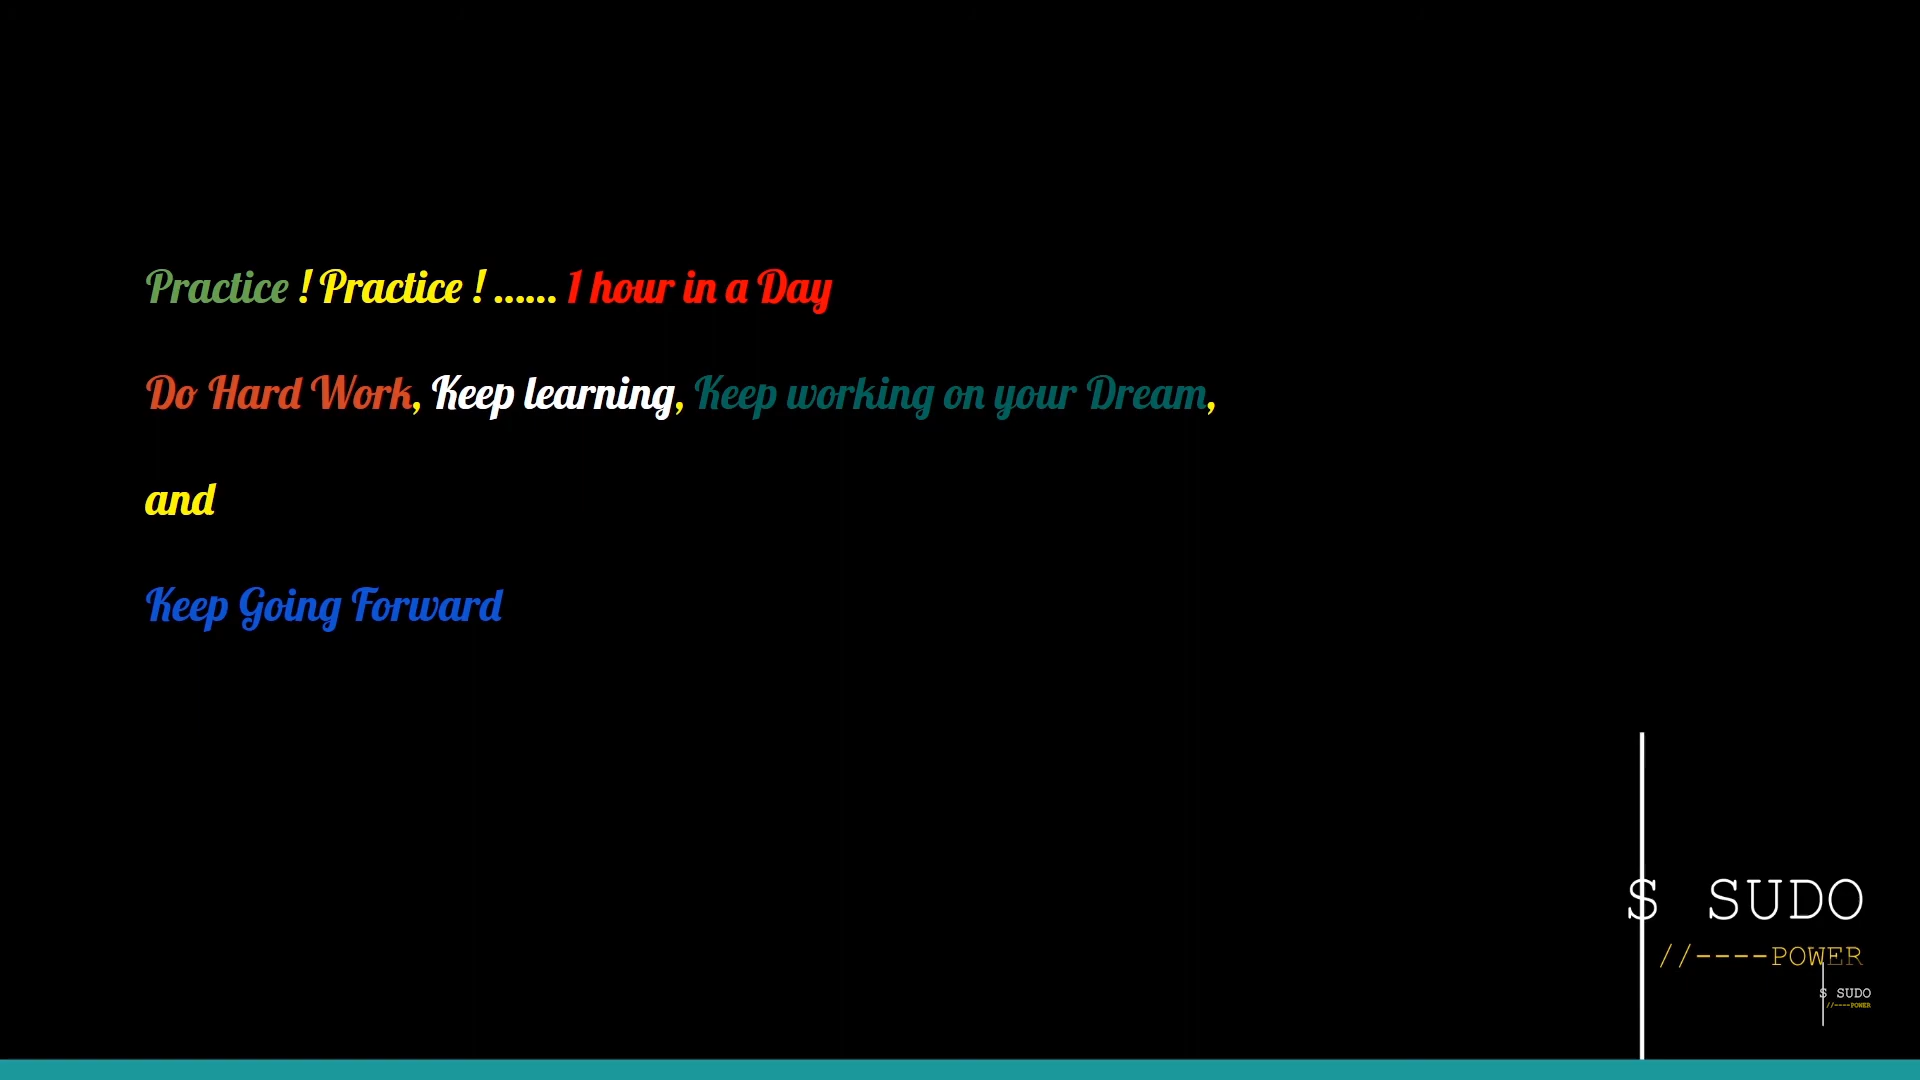 Practice ! Practice ! ...... 1 hour in a Day
Do Hard Work, Keep learning, Keep working on your Dream,
and
Keep Going Forward
$ SUDO
//----POWER
$ SUDO
//----POWER